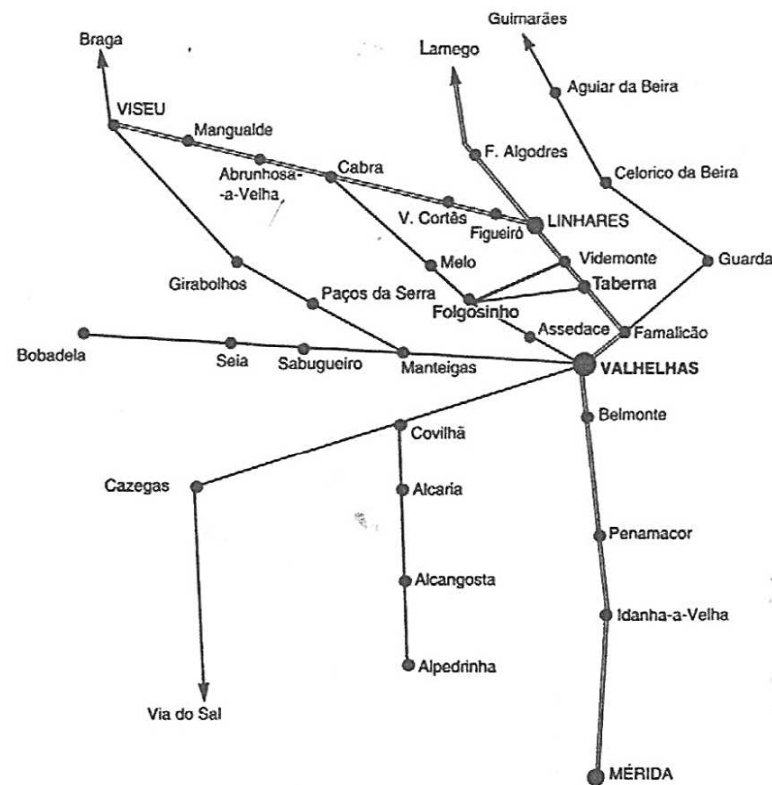 Guimarães
Braga
Lamego
Aguiar da Beira
VISEU
Mangualde
F. Algodres
Abrunhosa-
-a-Velha
Cabra
Celorico da Beira
V. Cortês
Figueiró
LINHARES
Girabolhos
Melo
Videmonte
Guarda
Paços da Serra
Folgosinho
Taberna
Assedace
Famalicão
Bobadela
Seia
Sabugueiro
Manteigas
VALHELHAS
Belmonte
Covilhã
Cazegas
Alcaria
Penamacor
Alcangosta
Idanha-a-Velha
Alpedrinha
Via do Sal
MÉRIDA